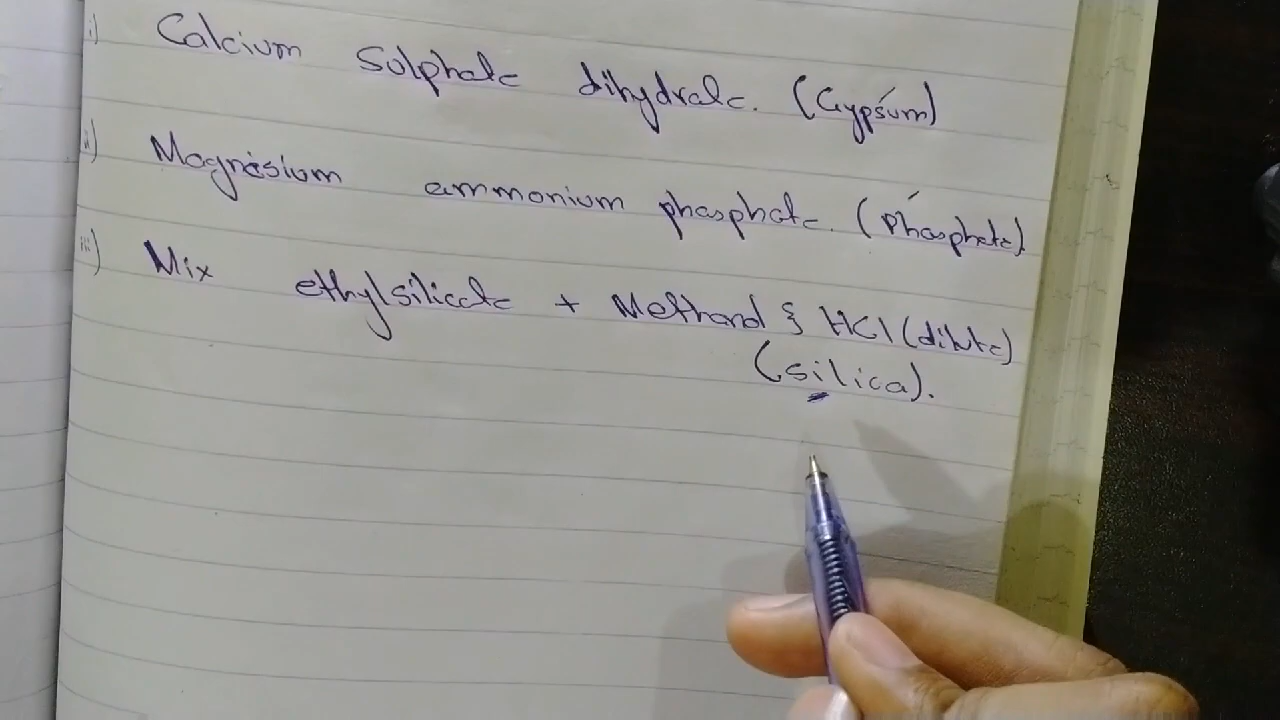 i) Calcium Sulphate dihydrate. (Gypsum)
ii) Magnesium ammonium phosphate. (Phosphate).
iii) Mix ethylsilicate + Methanol & HCl (dilute)
(silica).